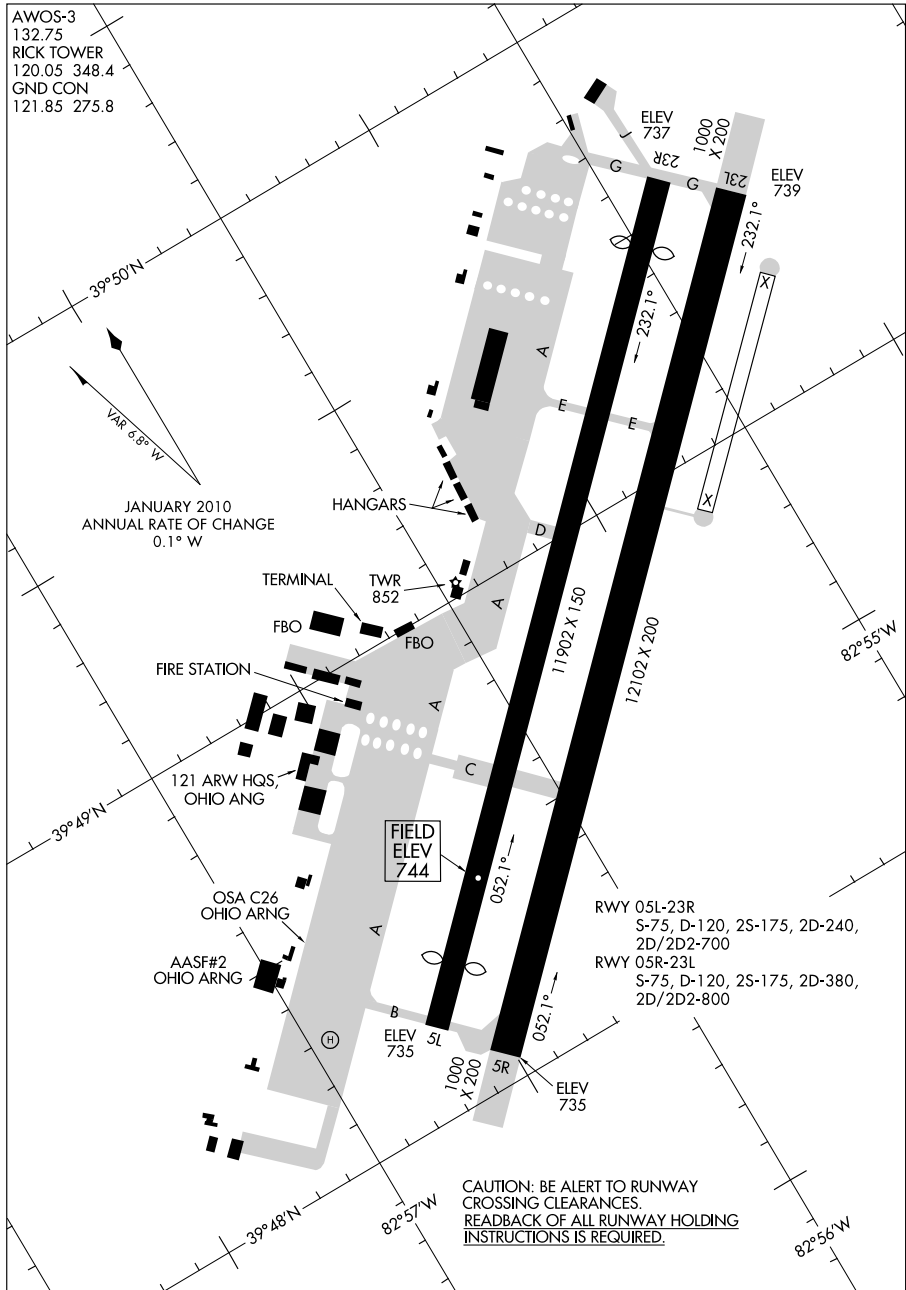 AWOS-3
132.75
RICK TOWER
120.05 348.4
GND CON
121.85 275.8
ELEV
737
1000
X 200
J
G
23R
G
23L
ELEV
739
232.1°
39°50'N
X
232.1°
A
VAR 6.8° W
E
E
JANUARY 2010
ANNUAL RATE OF CHANGE
0.1° W
HANGARS
X
D
TERMINAL
TWR
852
A
FBO
FBO
11902 X 150
12102 X 200
82°55'W
FIRE STATION
A
C
121 ARW HQS,
OHIO ANG
39°49'N
FIELD
ELEV
744
052.1°
OSA C26
OHIO ARNG
A
RWY 05L-23R
S-75, D-120, 2S-175, 2D-240,
2D/2D2-700
RWY 05R-23L
S-75, D-120, 2S-175, 2D-380,
2D/2D2-800
AASF#2
OHIO ARNG
052.1°
B
H
ELEV
735
5L
1000
X 200
5R
ELEV
735
CAUTION: BE ALERT TO RUNWAY
CROSSING CLEARANCES.
READBACK OF ALL RUNWAY HOLDING
INSTRUCTIONS IS REQUIRED.
39°48'N
82°57'W
82°56'W